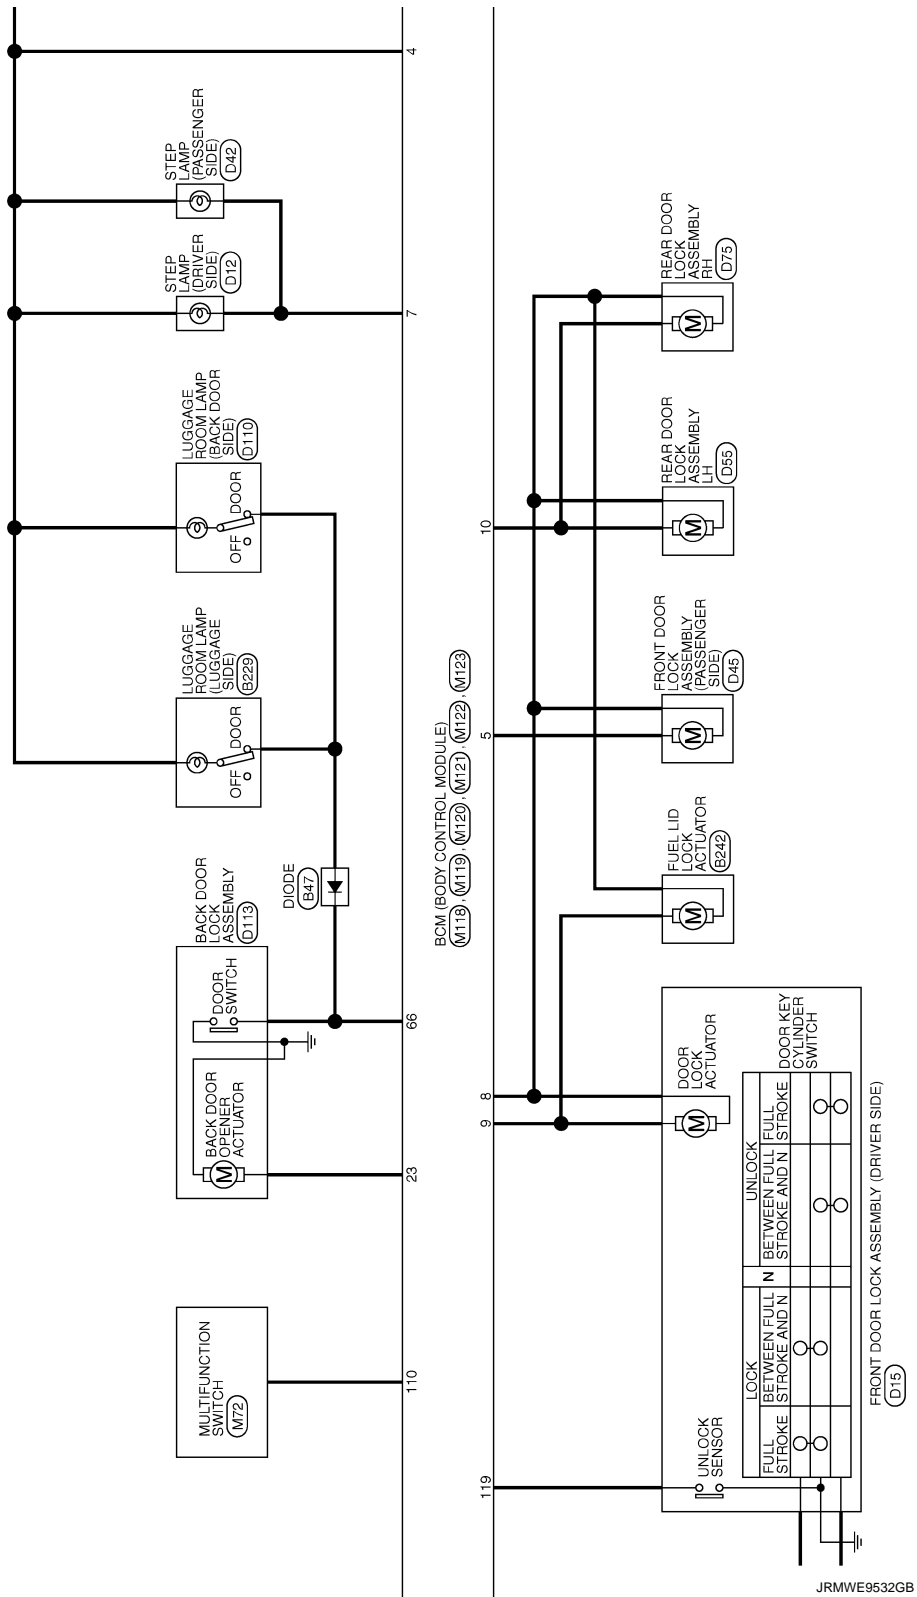 MULTIFUNCTION
SWITCH
M72
110
BACK DOOR
LOCK
ASSEMBLY
D113
BACK DOOR
OPENER
ACTUATOR
M
DOOR
SWITCH
23
66
DIODE
B47
LUGGAGE
ROOM LAMP
(LUGGAGE
SIDE)
B229
OFF
DOOR
LUGGAGE
ROOM LAMP
(BACK DOOR
SIDE)
D110
OFF
DOOR
STEP
LAMP
(DRIVER
SIDE)
D12
7
STEP
LAMP
(PASSENGER
SIDE)
D42
4
BCM (BODY CONTROL MODULE)
M118 , M119 , M120 , M121 , M122 , M123
119
9
8
5
10
UNLOCK
SENSOR
DOOR
LOCK
ACTUATOR
M
LOCK
N
UNLOCK
FULL
STROKE
BETWEEN FULL
STROKE AND N
BETWEEN FULL
STROKE AND N
FULL
STROKE
DOOR KEY
CYLINDER
SWITCH
FRONT DOOR LOCK ASSEMBLY (DRIVER SIDE)
D15
FUEL LID
LOCK
ACTUATOR
B242
M
FRONT DOOR
LOCK
ASSEMBLY
(PASSENGER
SIDE)
D45
M
REAR DOOR
LOCK
ASSEMBLY
LH
D55
M
REAR DOOR
LOCK
ASSEMBLY
RH
D75
M
JRMWE9532GB